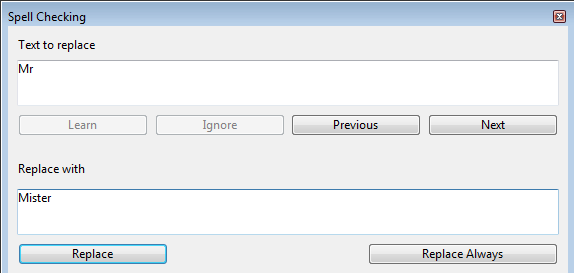 Spell Checking
Text to replace
Mr
Learn Ignore Previous Next
Replace with
Mister
Replace Replace Always